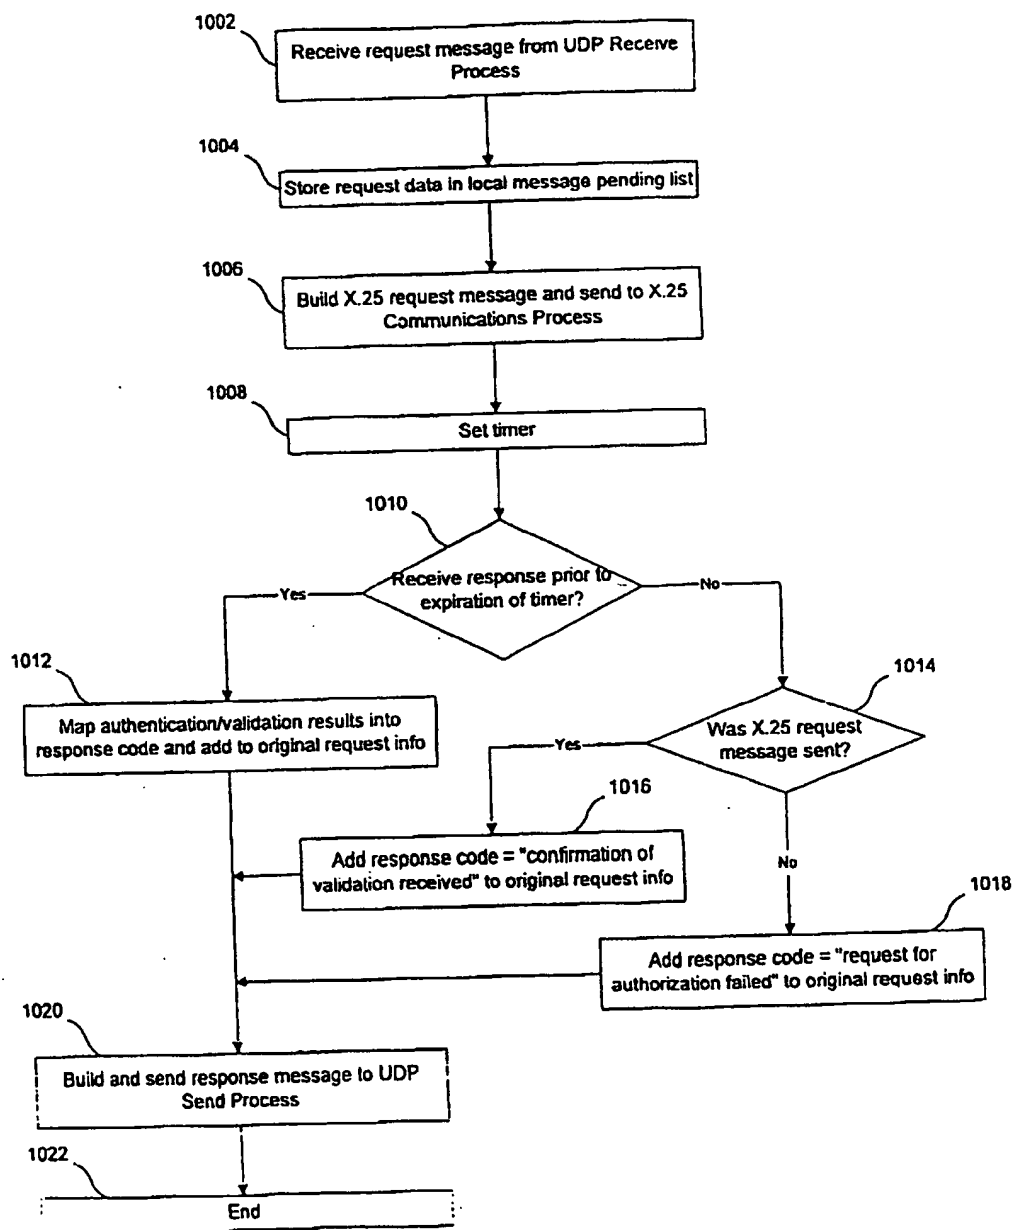 1002
Receive request message from UDP Receive
Process
1004
Store request data in local message pending list
1006
Build X.25 request message and send to X.25
Communications Process
1008
Set timer
1010
Receive response prior to
expiration of timer?
Yes
No
1012
Map authentication/validation results into
response code and add to original request info
1014
Was X.25 request
message sent?
Yes
1016
Add response code = "confirmation of
validation received" to original request info
No
1018
Add response code = "request for
authorization failed" to original request info
1020
Build and send response message to UDP
Send Process
1022
End